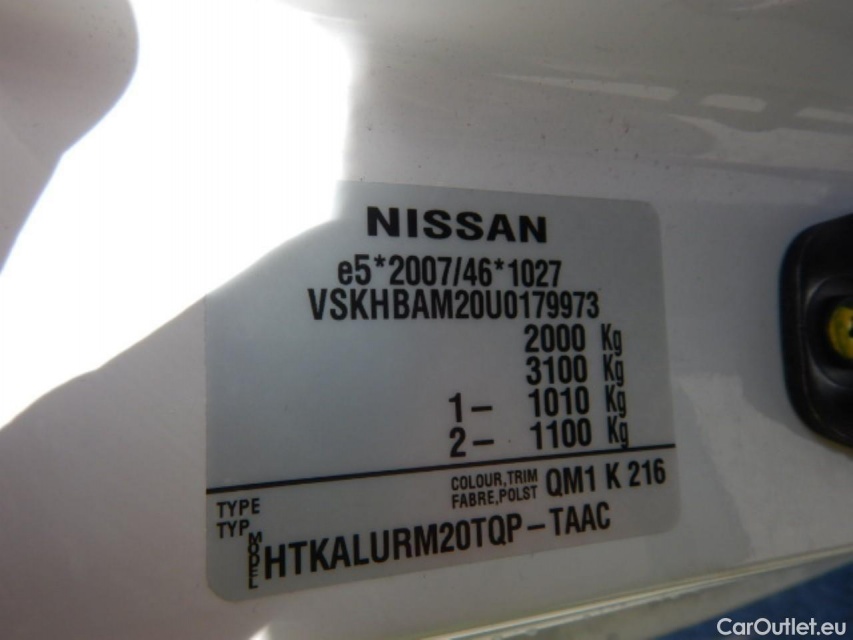 NISSAN
e5*2007/46*1027
VSKHBAM20U0179973
2000 Kg
3100 Kg
1- 1010 Kg
2- 1100 Kg
TYPE
TYP
COLOUR,TRIM
FABRE,POLST
QM1 K 216
MODEL
HTKALURM20TQP-TAAC
CarOutlet.eu